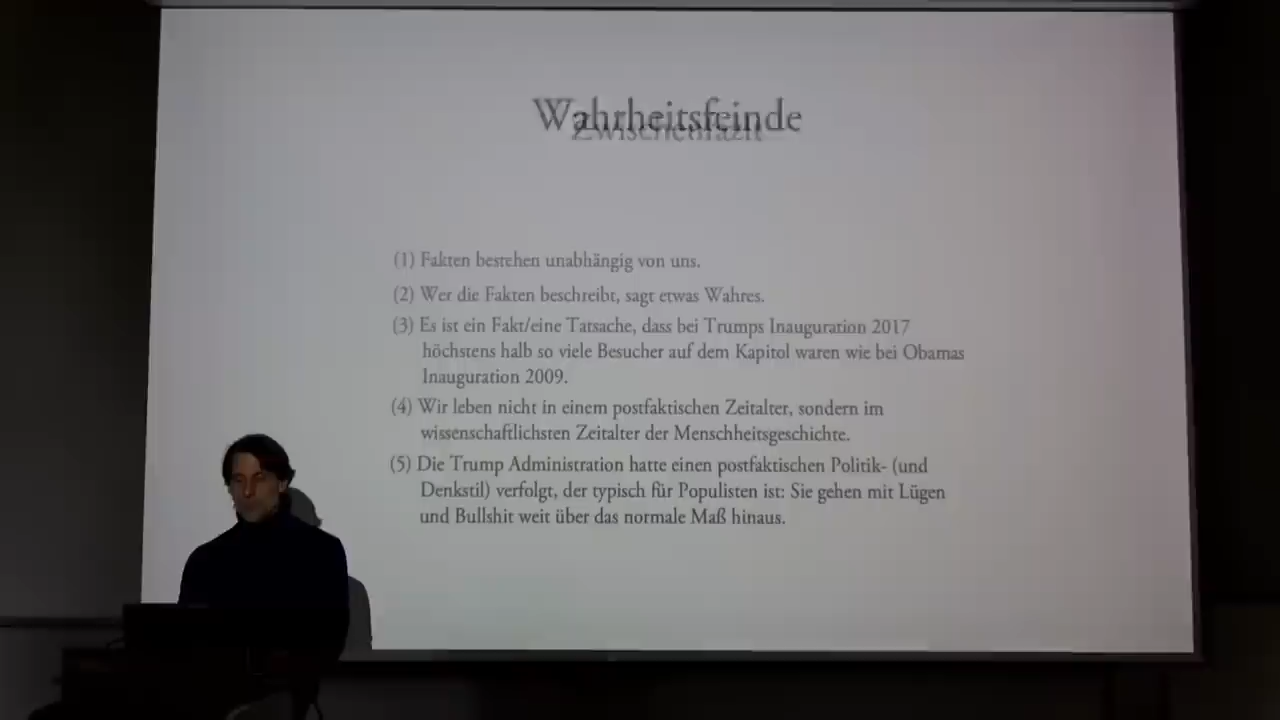 Wahrheitsfeinde
Zwischenfazit
(1) Fakten bestehen unabhängig von uns.
(2) Wer die Fakten beschreibt, sagt etwas Wahres.
(3) Es ist ein Fakt/eine Tatsache, dass bei Trumps Inauguration 2017
höchstens halb so viele Besucher auf dem Kapitol waren wie bei Obamas
Inauguration 2009.
(4) Wir leben nicht in einem postfaktischen Zeitalter, sondern im
wissenschaftlichsten Zeitalter der Menschheitsgeschichte.
(5) Die Trump Administration hatte einen postfaktischen Politik- (und
Denkstil) verfolgt, der typisch für Populisten ist: Sie gehen mit Lügen
und Bullshit weit über das normale Maß hinaus.